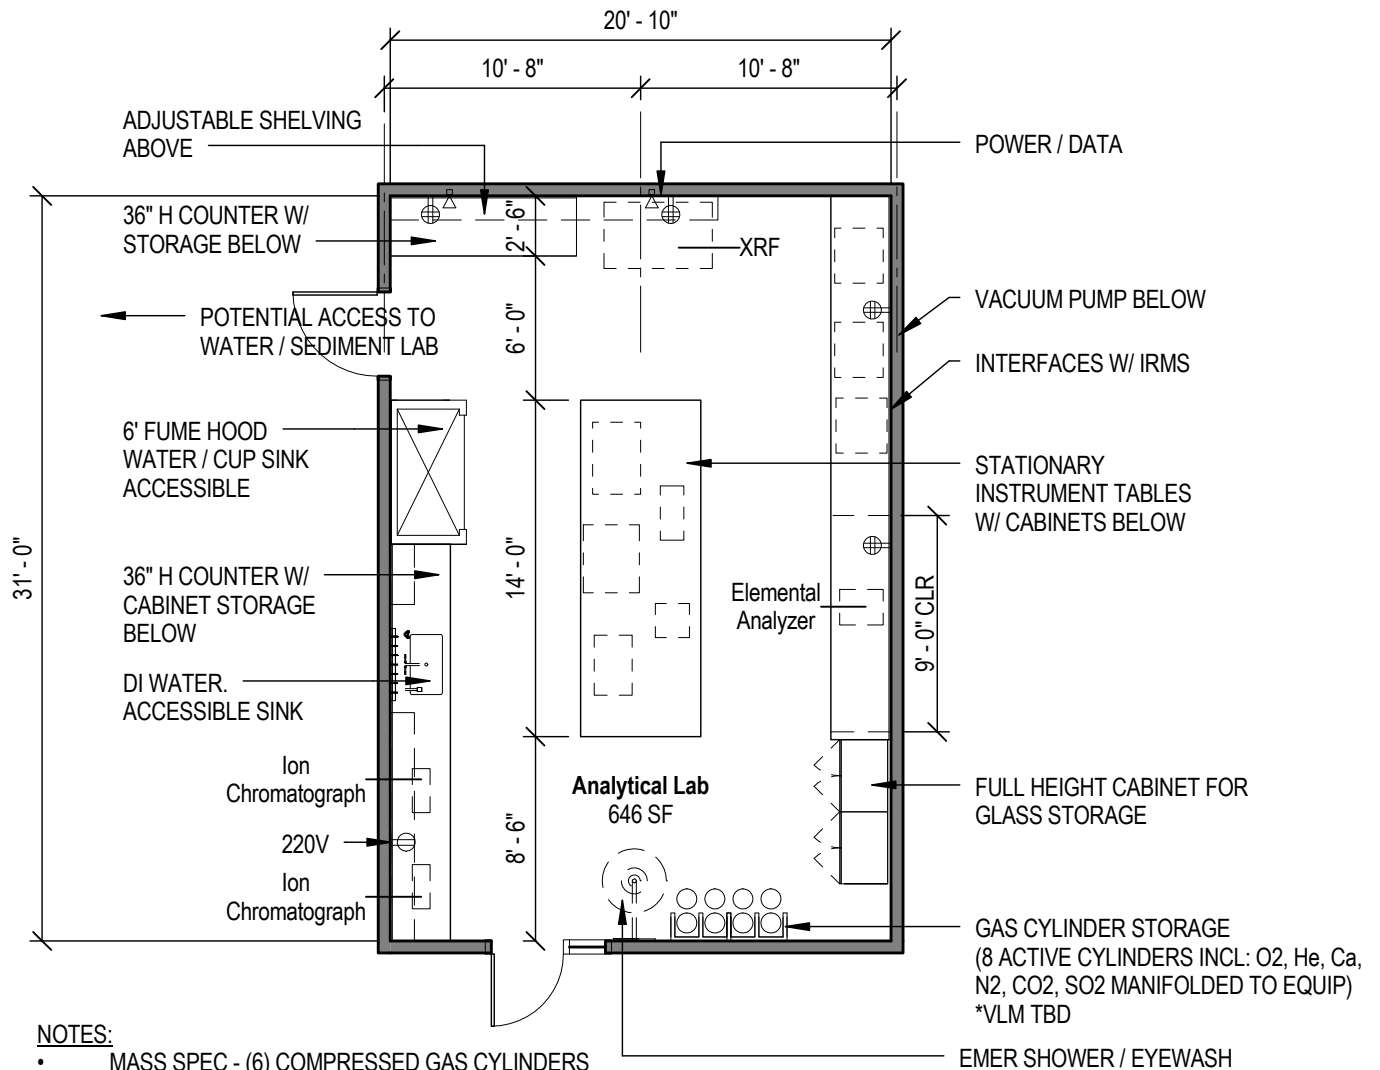 20' - 10"
10' - 8"
10' - 8"
ADJUSTABLE SHELVING
ABOVE
POWER / DATA
36" H COUNTER W/
STORAGE BELOW
2' - 6"
XRF
POTENTIAL ACCESS TO
WATER / SEDIMENT LAB
6' - 0"
VACUUM PUMP BELOW
INTERFACES W/ IRMS
6' FUME HOOD
WATER / CUP SINK
ACCESSIBLE
STATIONARY
INSTRUMENT TABLES
W/ CABINETS BELOW
31' - 0"
36" H COUNTER W/
CABINET STORAGE
BELOW
14' - 0"
Elemental
Analyzer
9' - 0" CLR
DI WATER.
ACCESSIBLE SINK
Ion
Chromatograph
220V
Ion
Chromatograph
8' - 6"
Analytical Lab
646 SF
FULL HEIGHT CABINET FOR
GLASS STORAGE
GAS CYLINDER STORAGE
(8 ACTIVE CYLINDERS INCL: O2, He, Ca,
N2, CO2, SO2 MANIFOLDED TO EQUIP)
*VLM TBD
EMER SHOWER / EYEWASH
NOTES:
• MASS SPEC - (6) COMPRESSED GAS CYLINDERS